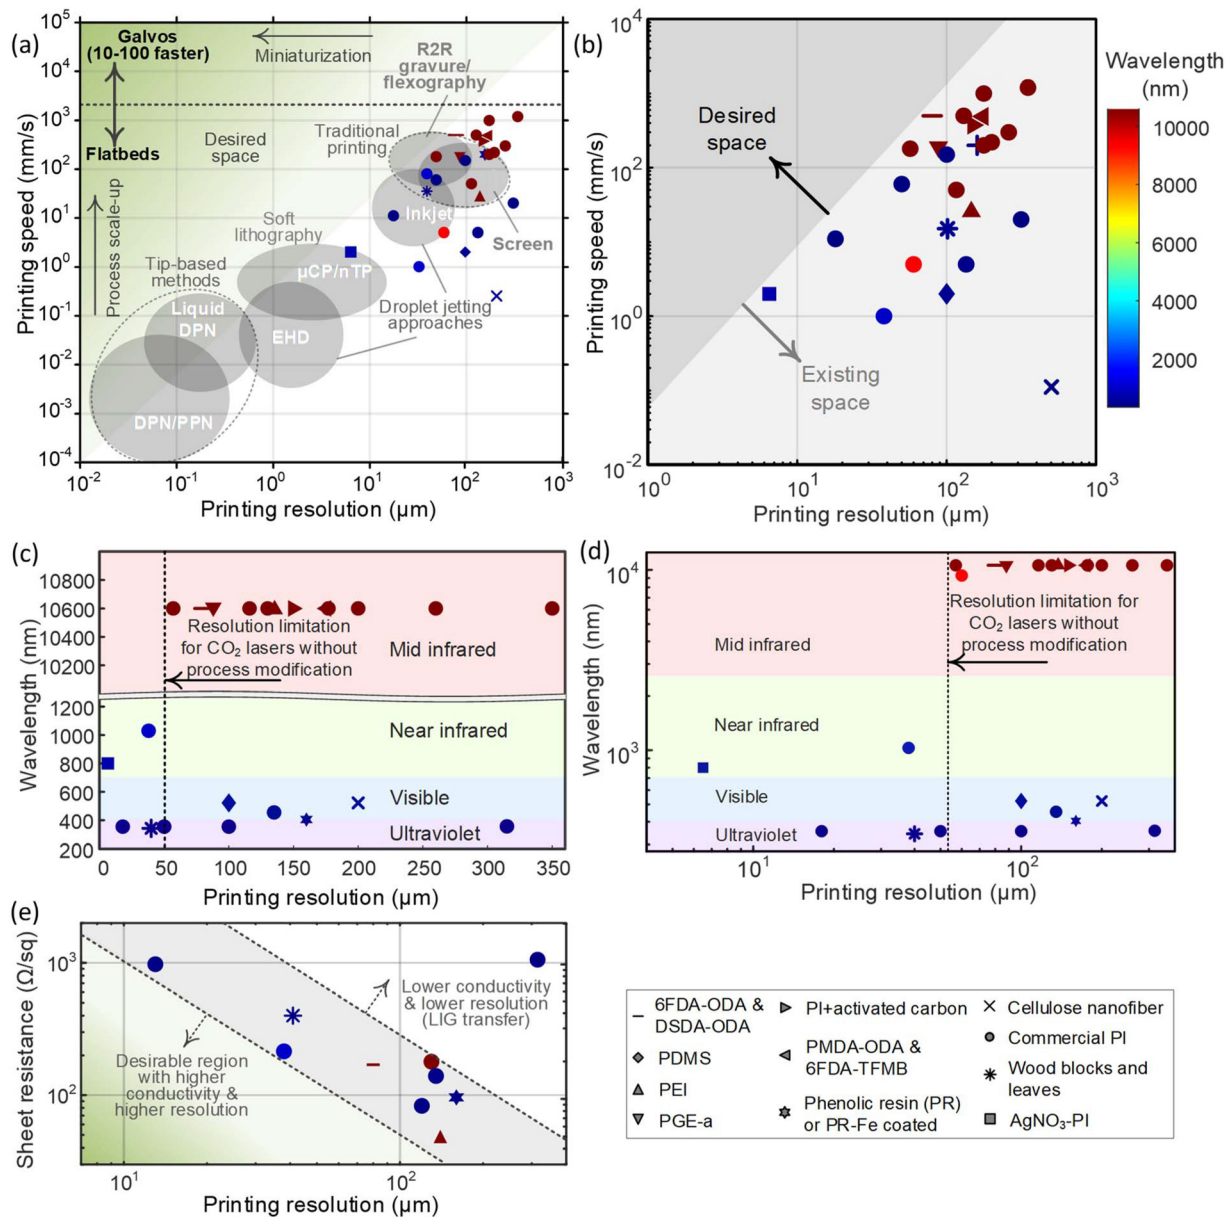 (a)
Galvos
(10-100 faster)
Miniaturization
R2R
gravure/
flexography
Flatbeds
Desired
space
Traditional
printing
Process scale-up
Soft
lithography
Inkjet
Screen
Tip-based
methods
µCP/nTP
Liquid
DPN
EHD
Droplet jetting
approaches
DPN/PPN
Printing speed (mm/s)
10⁵
10⁴
10³
10²
10¹
10⁰
10⁻¹
10⁻²
10⁻³
10⁻⁴
10⁻² 10⁻¹ 10⁰ 10¹ 10² 10³
Printing resolution (µm)
(b)
Desired
space
Existing
space
Printing speed (mm/s)
10⁴
10²
10⁰
10⁻²
10⁰ 10¹ 10² 10³
Printing resolution (µm)
Wavelength
(nm)
10000
8000
6000
4000
2000
(c)
Wavelength (nm)
10800
10600
10400
10200
1200
1000
800
600
400
200
Resolution limitation
for CO₂ lasers without
process modification
Mid infrared
Near infrared
Visible
Ultraviolet
0 50 100 150 200 250 300 350
Printing resolution (µm)
(d)
Wavelength (nm)
10⁴
10³
Resolution limitation for
CO₂ lasers without
process modification
Mid infrared
Near infrared
Visible
Ultraviolet
10¹ 10²
Printing resolution (µm)
(e)
Sheet resistance (Ω/sq)
10³
10²
Lower conductivity
& lower resolution
(LIG transfer)
Desirable region
with higher
conductivity &
higher resolution
10¹ 10²
Printing resolution (µm)
6FDA-ODA &
DSDA-ODA
PDMS
PEI
PGE-a
PI+activated carbon
PMDA-ODA &
6FDA-TFMB
Phenolic resin (PR)
or PR-Fe coated
Cellulose nanofiber
Commercial PI
Wood blocks and
leaves
AgNO₃-PI